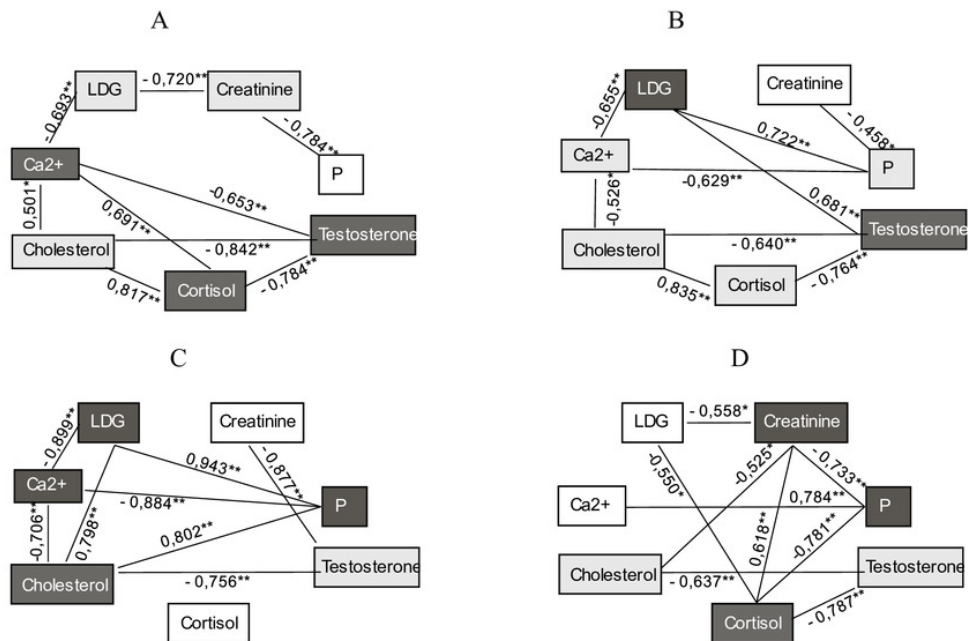 A
LDG
- 0,720**
Creatinine
- 0,693**
- 0,784**
Ca2+
P
0,501*
0,691**
-0,653**
Testosterone
Cholesterol
- 0,842**
0,817**
Cortisol
- 0,784**
B
LDG
Creatinine
-0,655**
0,722**
-0,458*
Ca2+
P
-0,629**
-0,526*
0,681**
Testosterone
Cholesterol
- 0,640**
0,835**
Cortisol
- 0,764**
C
LDG
Creatinine
-0,899**
0,943**
-0,877**
Ca2+
-0,884**
P
-0,706**
0,798**
0,802**
Testosterone
Cholesterol
- 0,756**
Cortisol
D
LDG
- 0,558*
Creatinine
-0,525*
-0,733**
-0,550*
Ca2+
0,784**
P
0,618**
-0,781**
Cholesterol
- 0,637**
Testosterone
Cortisol
-0,787**